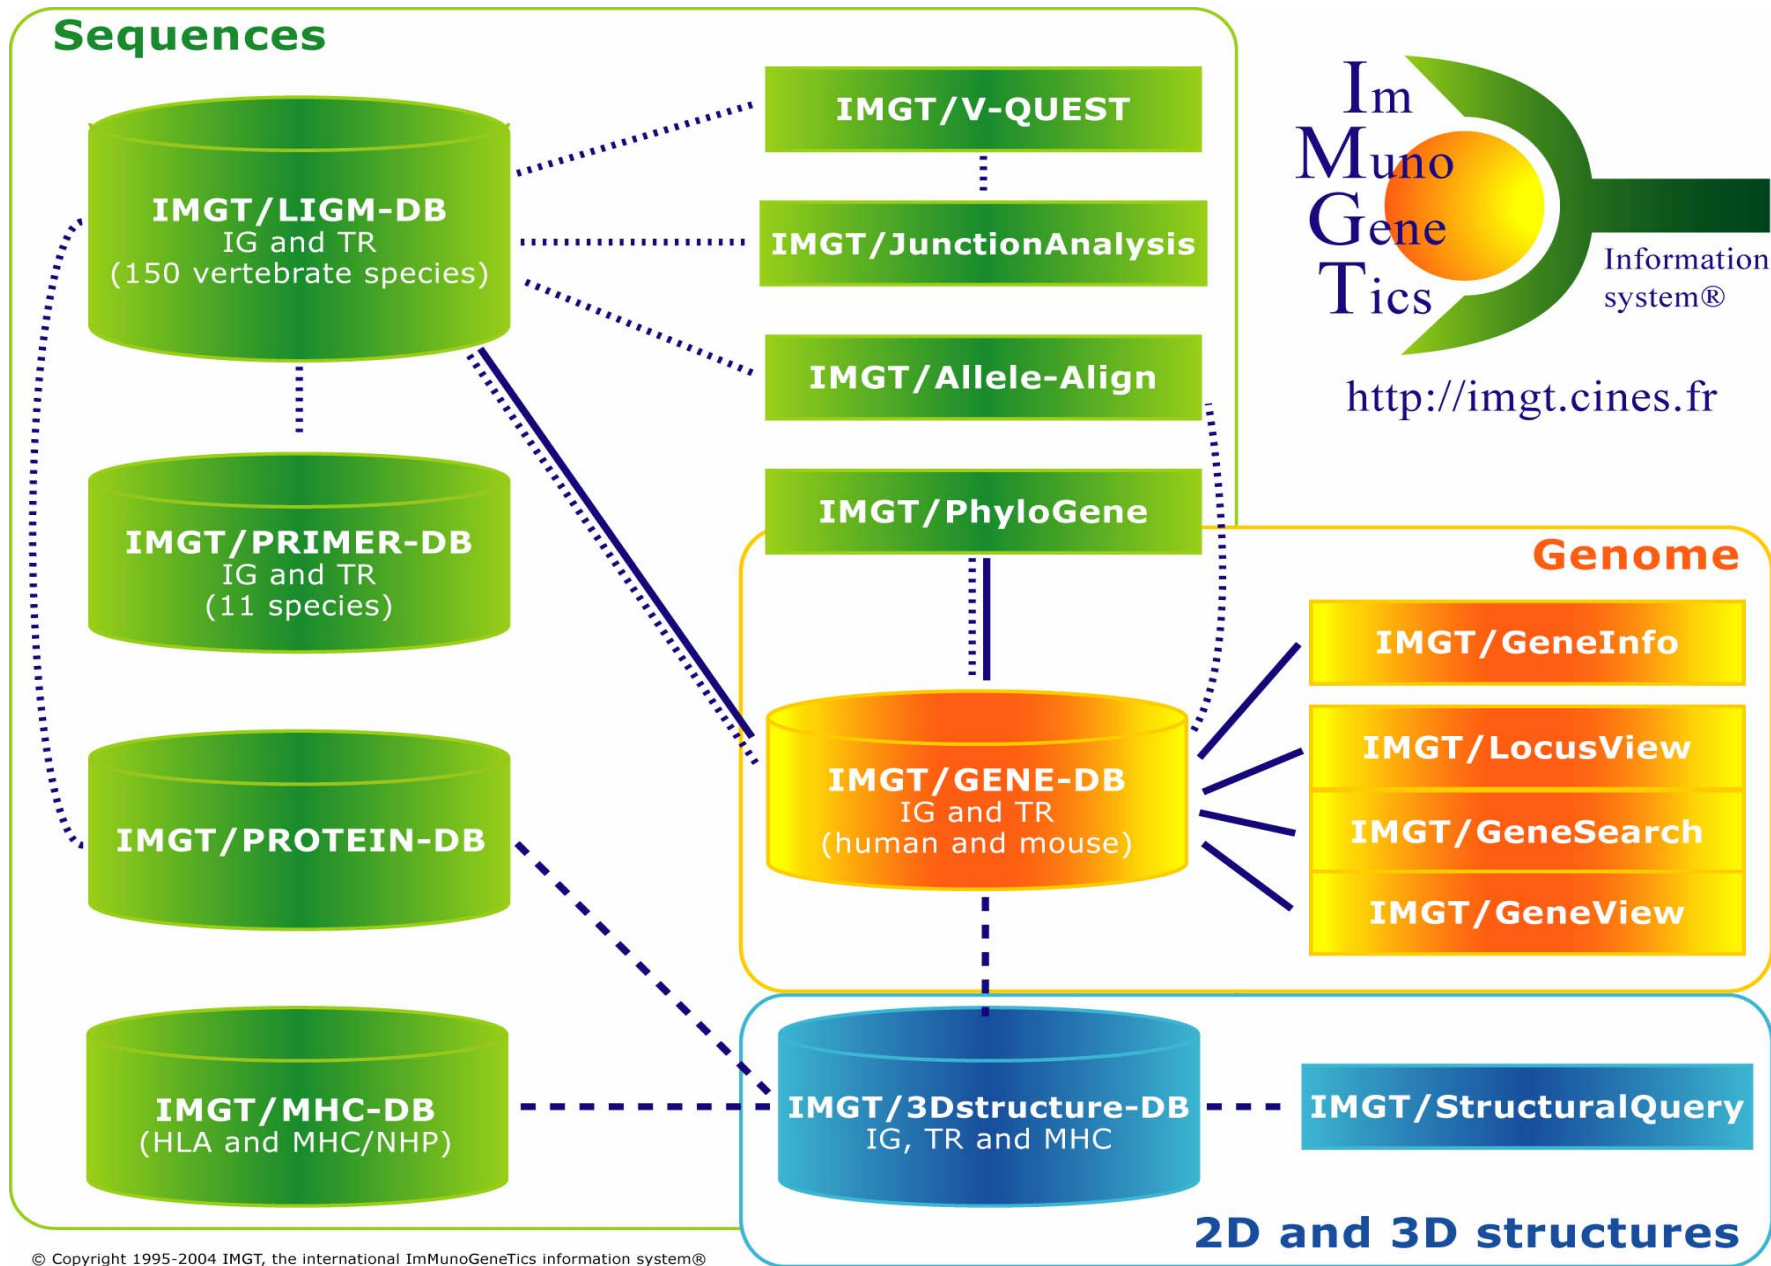 Sequences
IMGT/LIGM-DB
IG and TR
(150 vertebrate species)
IMGT/PRIMER-DB
IG and TR
(11 species)
IMGT/PROTEIN-DB
IMGT/MHC-DB
(HLA and MHC/NHP)
IMGT/V-QUEST
IMGT/JunctionAnalysis
IMGT/Allele-Align
IMGT/PhyloGene
Im
Muno
Gene
Tics
Information
system®
http://imgt.cines.fr
Genome
IMGT/GENE-DB
IG and TR
(human and mouse)
IMGT/GeneInfo
IMGT/LocusView
IMGT/GeneSearch
IMGT/GeneView
IMGT/3Dstructure-DB
IG, TR and MHC
IMGT/StructuralQuery
2D and 3D structures
© Copyright 1995-2004 IMGT, the international ImMunoGeneTics information system®